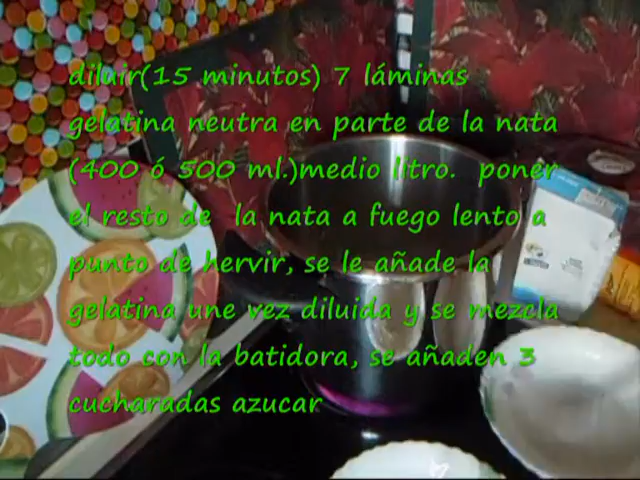 diluir(15 minutos) 7 láminas
gelatina neutra en parte de la nata
(400 ó 500 ml.)medio litro.  poner
el resto de  la nata a fuego lento a
punto de hervir, se le añade la
gelatina une vez diluida y se mezcla
todo con la batidora, se añaden 3
cucharadas azucar